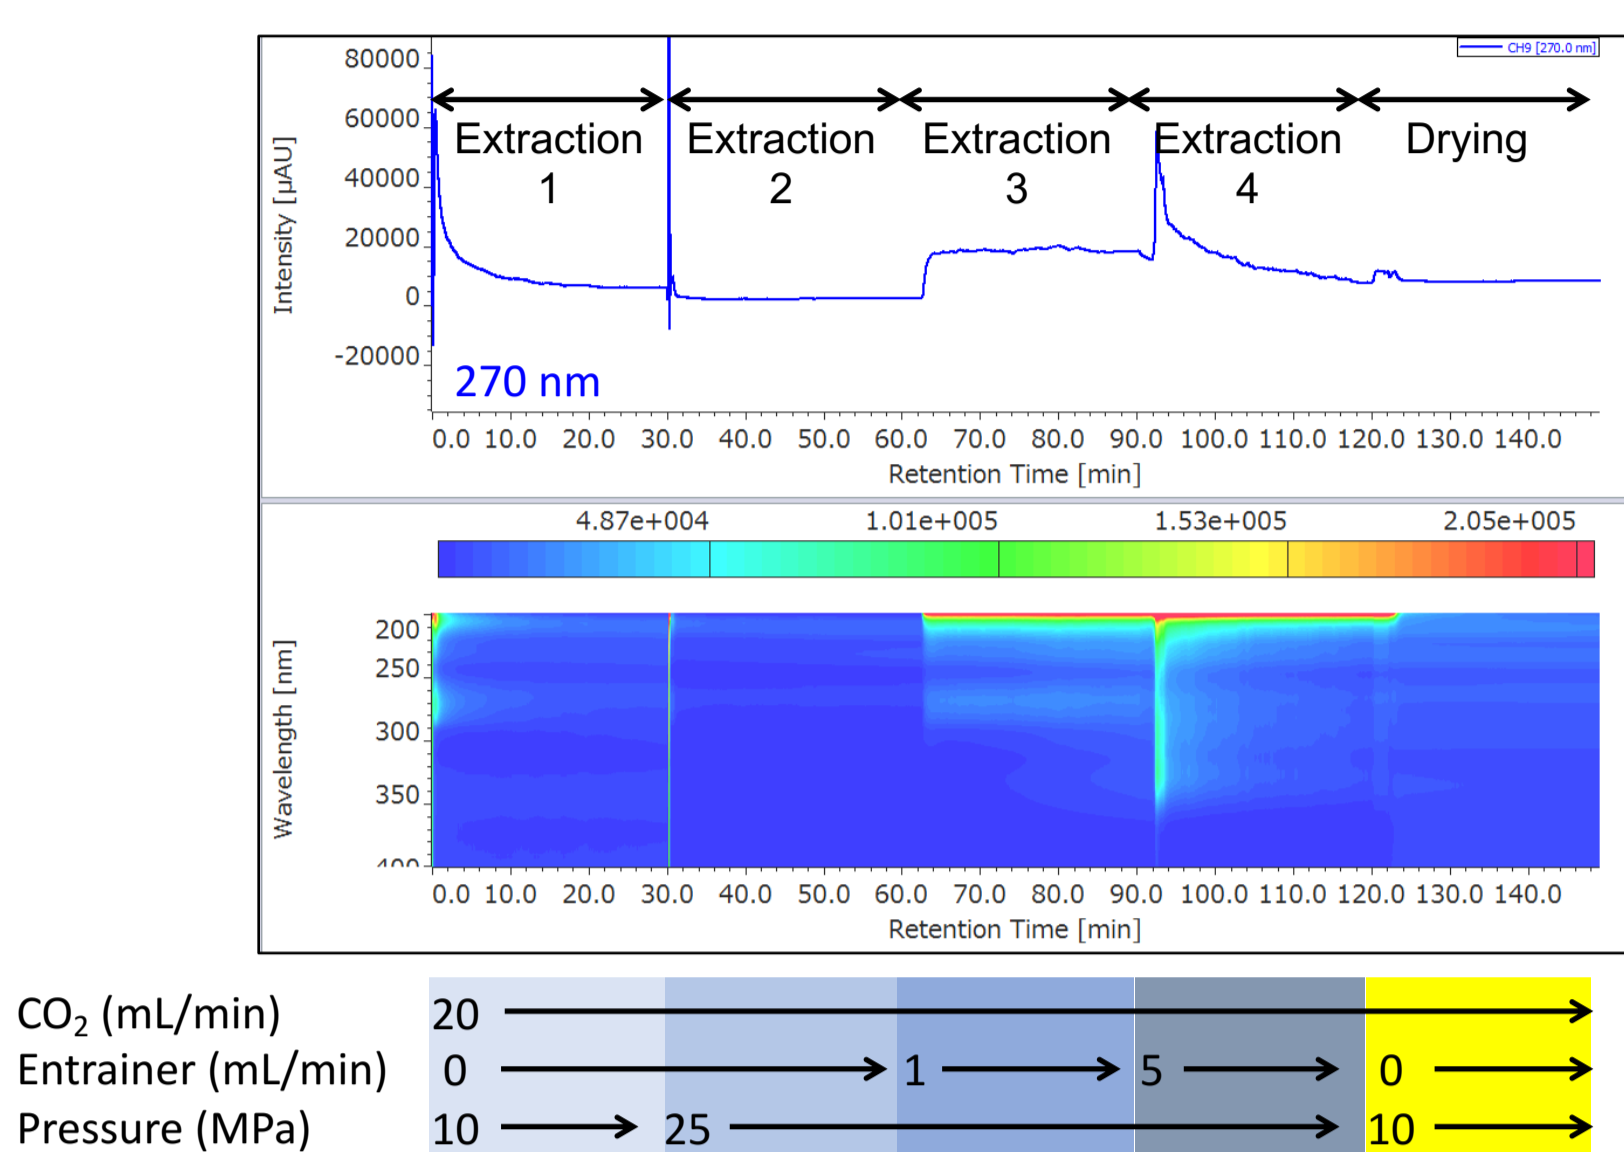 CH9 [270.0 nm]
80000
60000
40000
20000
0
-20000
Intensity [µAU]
Extraction 1
Extraction 2
Extraction 3
Extraction 4
Drying
270 nm
0.0 10.0 20.0 30.0 40.0 50.0 60.0 70.0 80.0 90.0 100.0 110.0 120.0 130.0 140.0
Retention Time [min]
4.87e+004 1.01e+005 1.53e+005 2.05e+005
Wavelength [nm]
200
250
300
350
400
0.0 10.0 20.0 30.0 40.0 50.0 60.0 70.0 80.0 90.0 100.0 110.0 120.0 130.0 140.0
Retention Time [min]
CO₂ (mL/min) 20
Entrainer (mL/min) 0 1 5 0
Pressure (MPa) 10 25 10